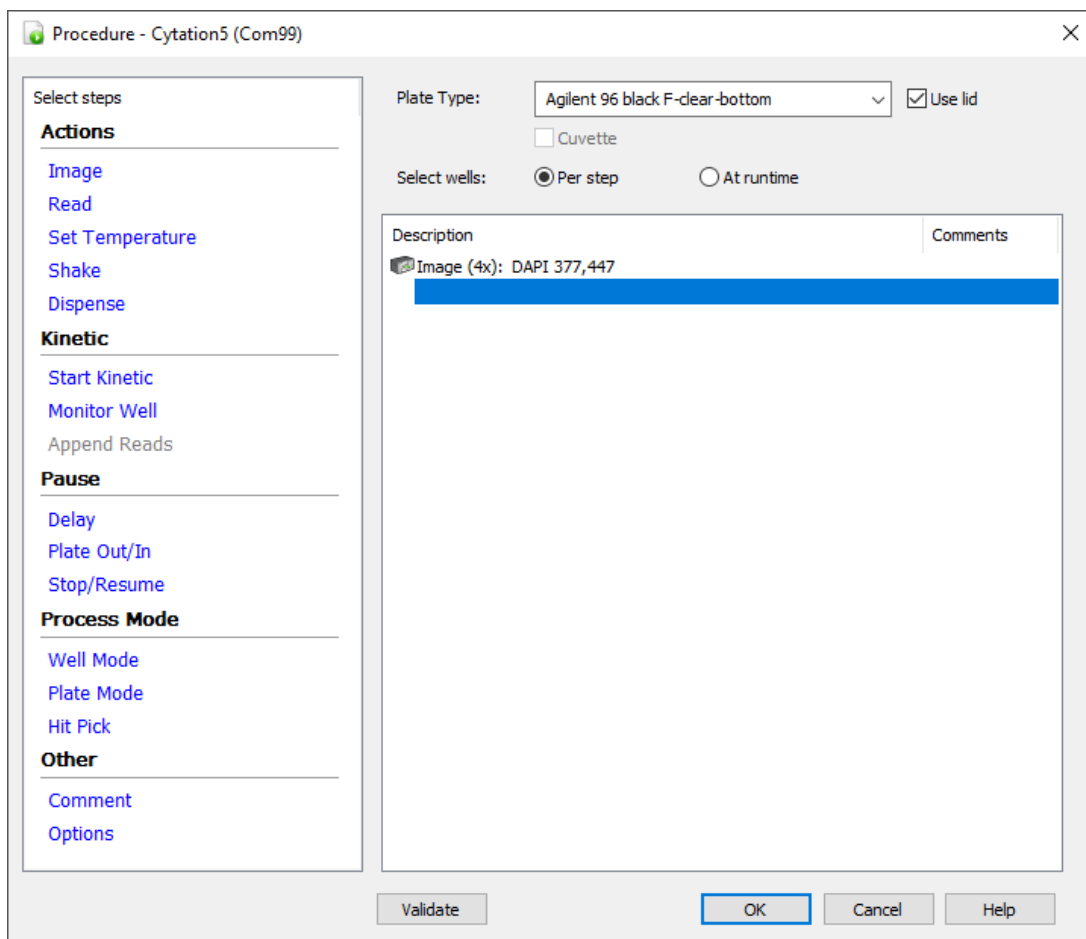 Procedure - Cytation5 (Com99)
Select steps
Actions
Image
Read
Set Temperature
Shake
Dispense
Kinetic
Start Kinetic
Monitor Well
Append Reads
Pause
Delay
Plate Out/In
Stop/Resume
Process Mode
Well Mode
Plate Mode
Hit Pick
Other
Comment
Options
Plate Type: Agilent 96 black F-clear-bottom Use lid
Cuvette
Select wells: Per step At runtime
Description Comments
Image (4x): DAPI 377,447
Validate OK Cancel Help